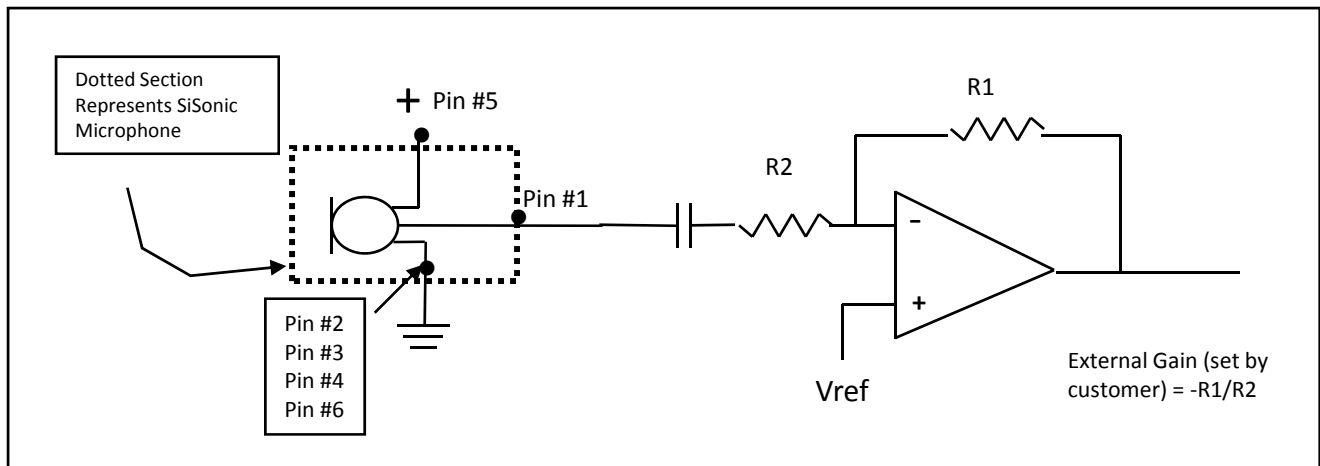 Dotted Section
Represents SiSonic
Microphone
+ Pin #5
Pin #1
Pin #2
Pin #3
Pin #4
Pin #6
R2
R1
-
+
Vref
External Gain (set by
customer) = -R1/R2